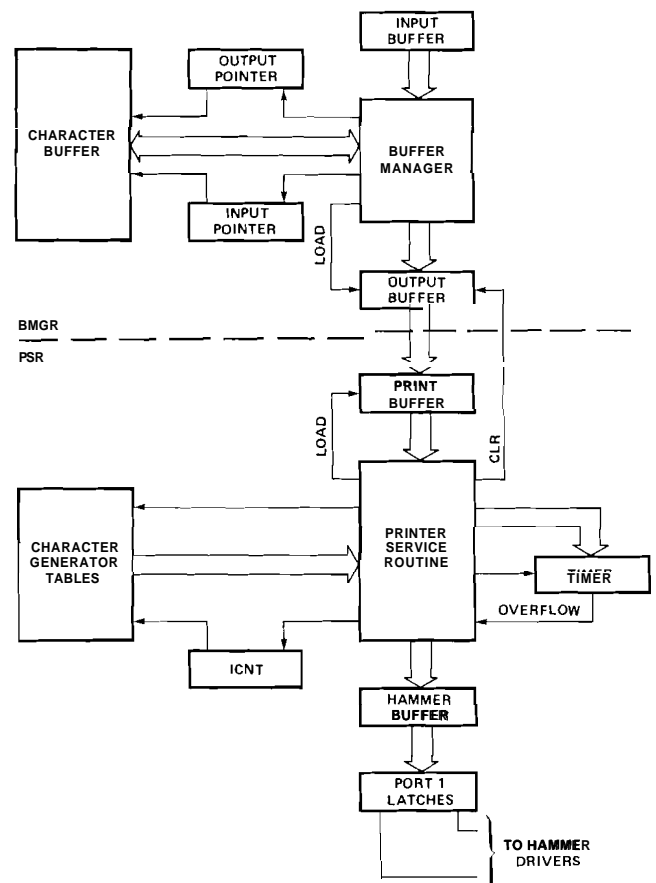 INPUT
BUFFER
OUTPUT
POINTER
CHARACTER
BUFFER
BUFFER
MANAGER
INPUT
POINTER
LOAD
OUTPUT
BUFFER
BMGR
PSR
PRINT
BUFFER
LOAD
CLR
CHARACTER
GENERATOR
TABLES
PRINTER
SERVICE
ROUTINE
TIMER
OVERFLOW
ICNT
HAMMER
BUFFER
PORT 1
LATCHES
TO HAMMER
DRIVERS